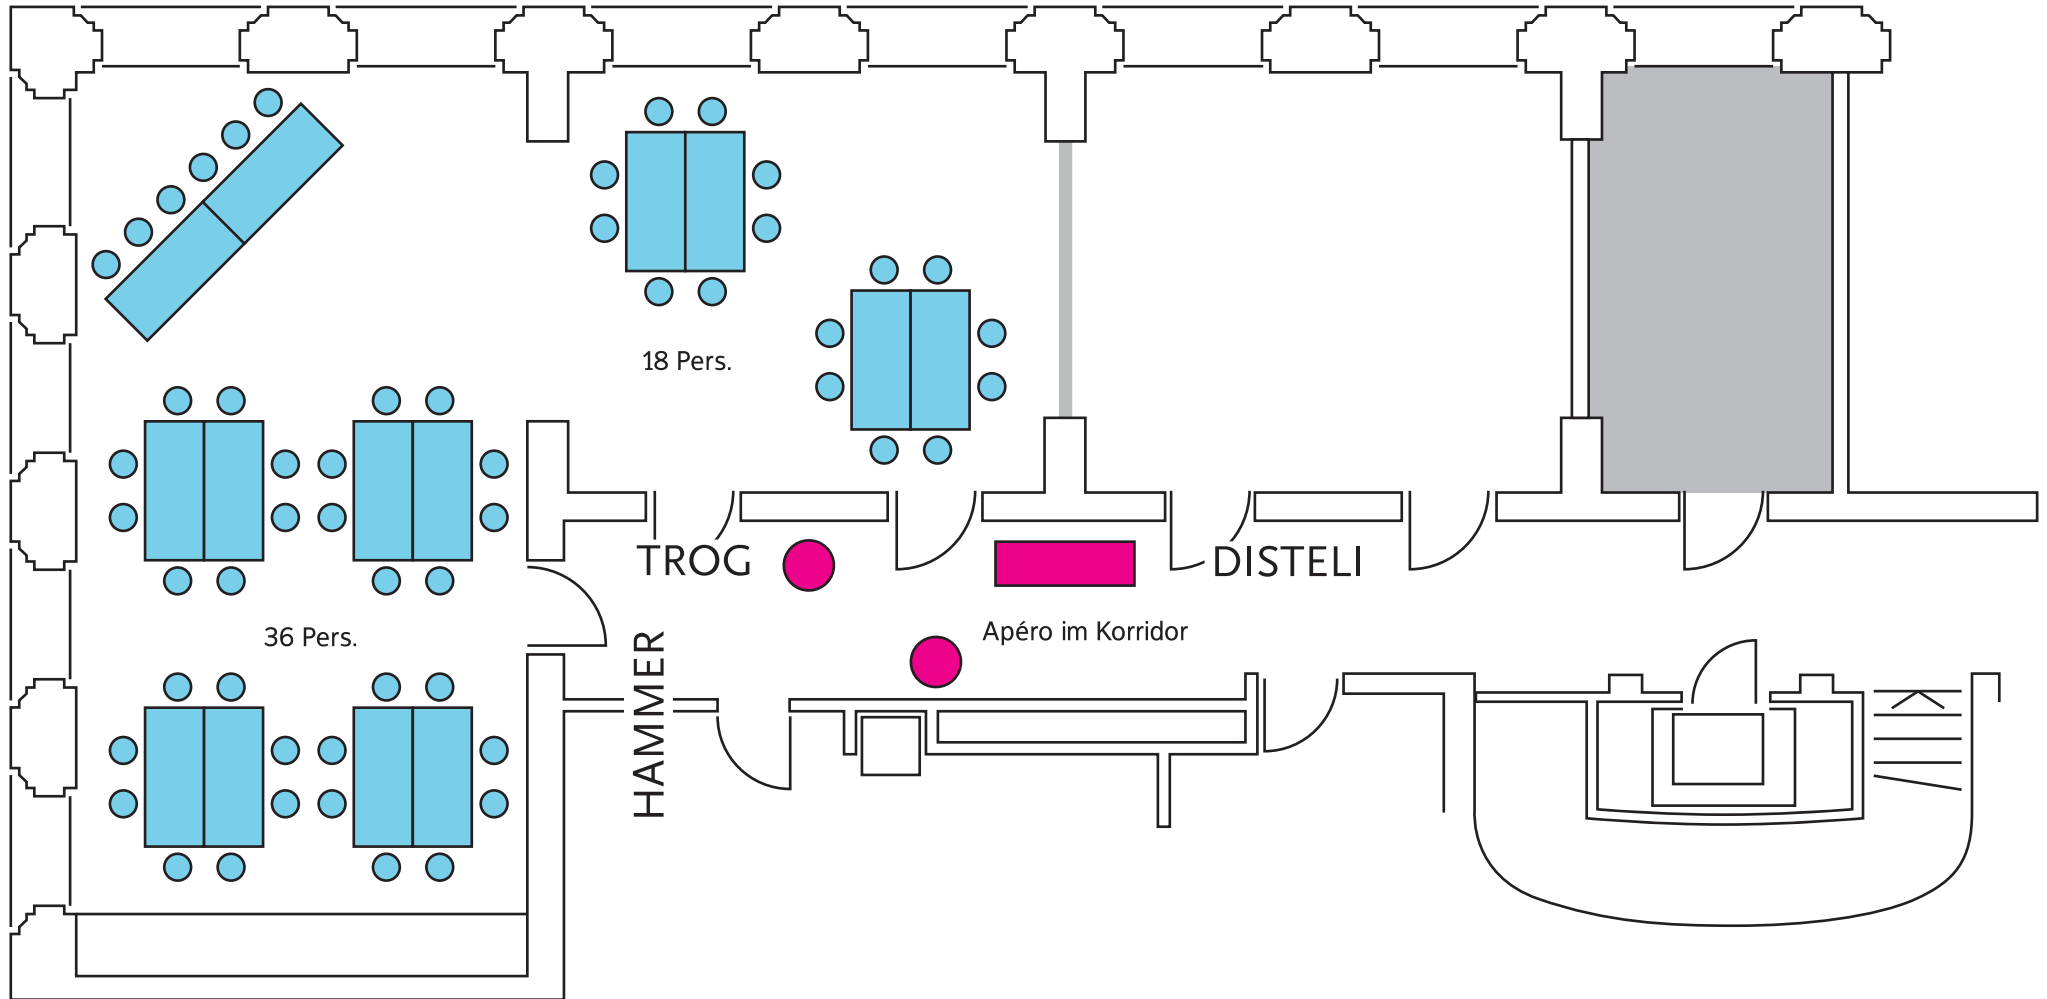 18 Pers.
TROG
DISTELI
Apéro im Korridor
36 Pers.
HAMMER